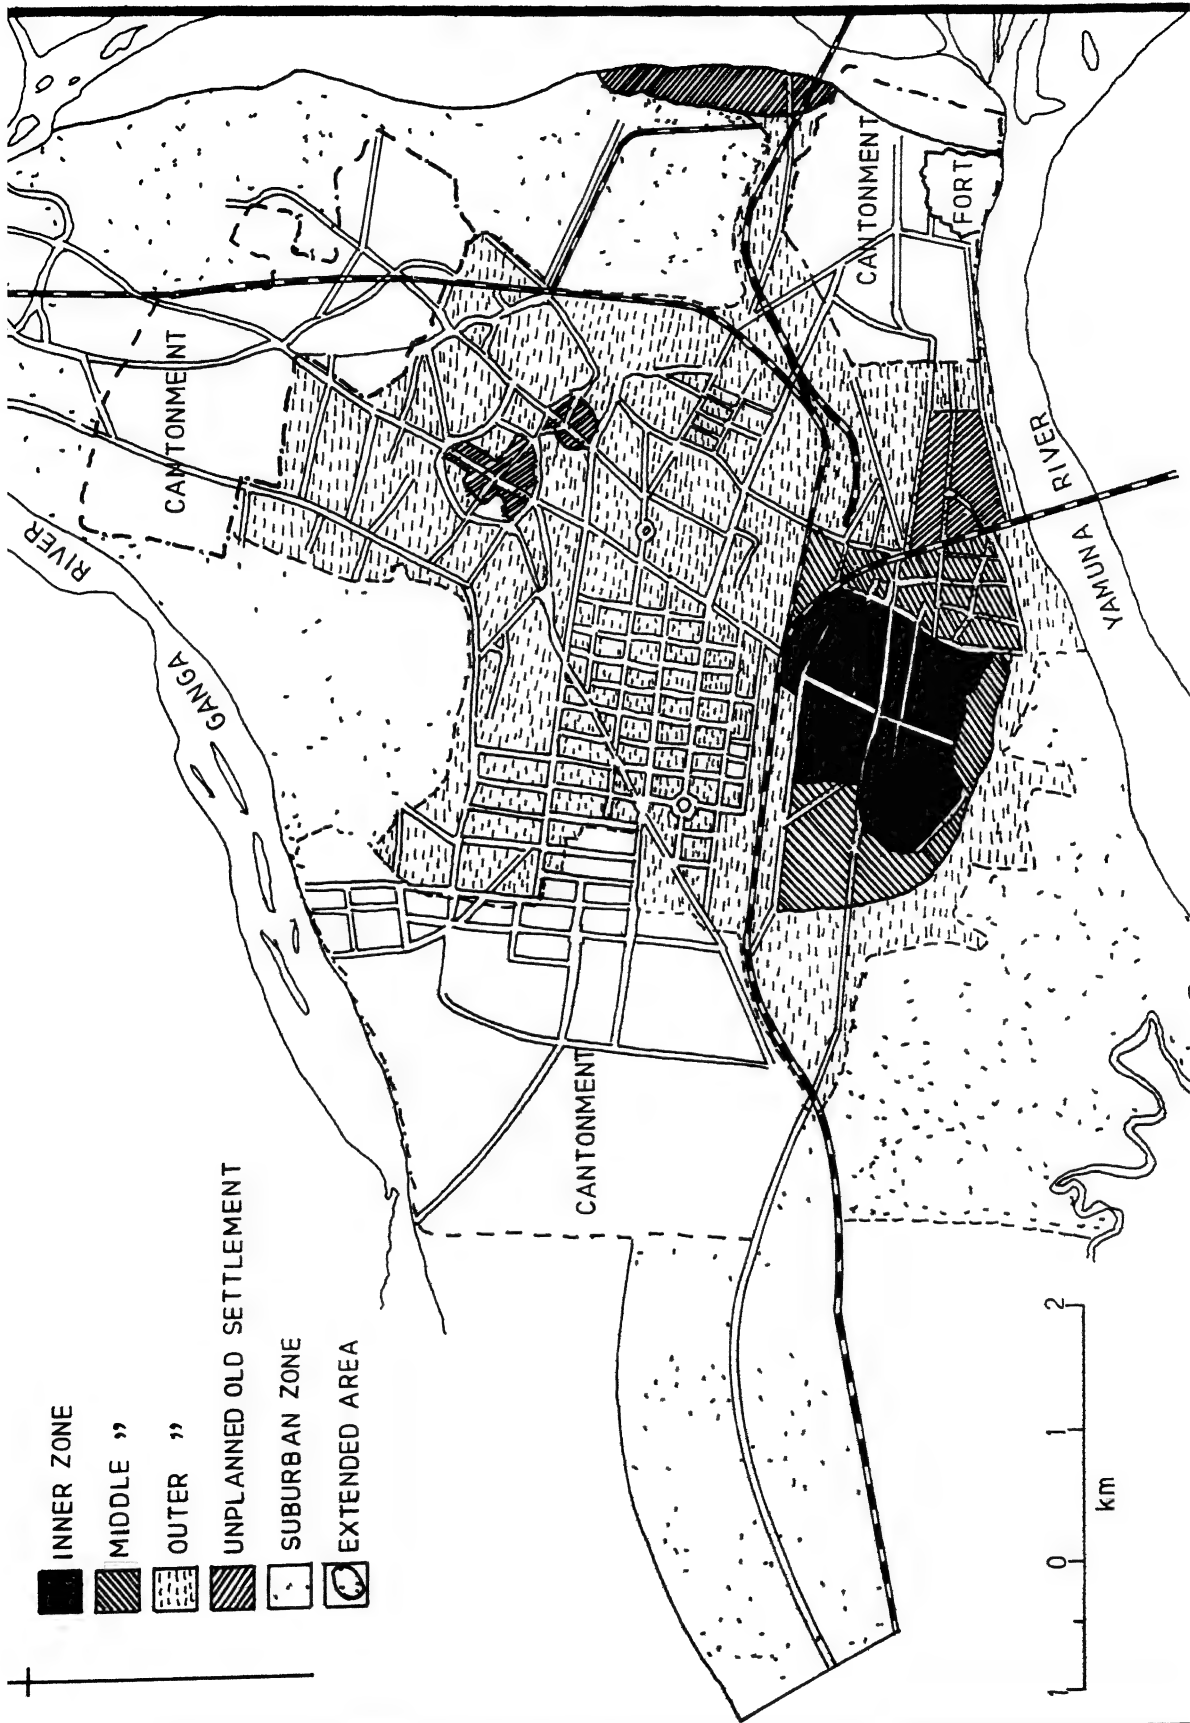 INNER ZONE
MIDDLE ”
OUTER ”
UNPLANNED OLD SETTLEMENT
SUBURBAN ZONE
EXTENDED AREA
RIVER
GANGA
CANTONMENT
CANTONMENT
CANTONMENT
FORT
YAMUNA RIVER
1 0 1 2
km